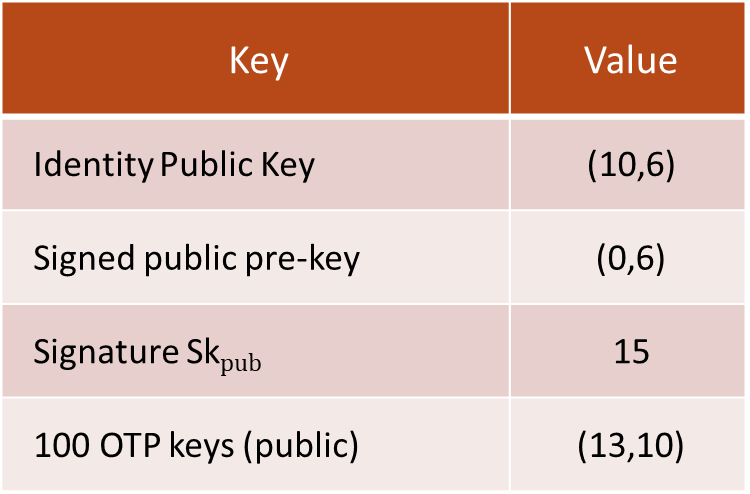 Key Value
Identity Public Key (10,6)
Signed public pre-key (0,6)
Signature Skpub 15
100 OTP keys (public) (13,10)